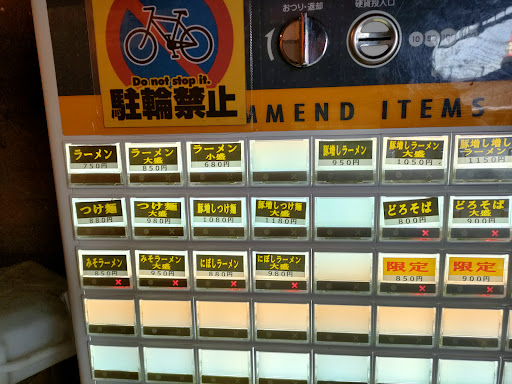 おつり・返却
硬貨投入口
Do not stop it.
駐輪禁止
MMEND ITEMS
ラーメン
750円
ラーメン
大盛
850円
ラーメン
小盛
680円
豚増しラーメン
950円
豚増しラーメン
大盛
1050円
豚増し増し
ラーメン
1150円
つけ麺
880円
つけ麺
大盛
980円
豚増しつけ麺
1080円
豚増しつけ麺
大盛
1180円
どろそば
800円
どろそば
大盛
900円
みそラーメン
850円
みそラーメン
大盛
950円
にぼしラーメン
880円
にぼしラーメン
大盛
980円
限定
850円
限定
900円